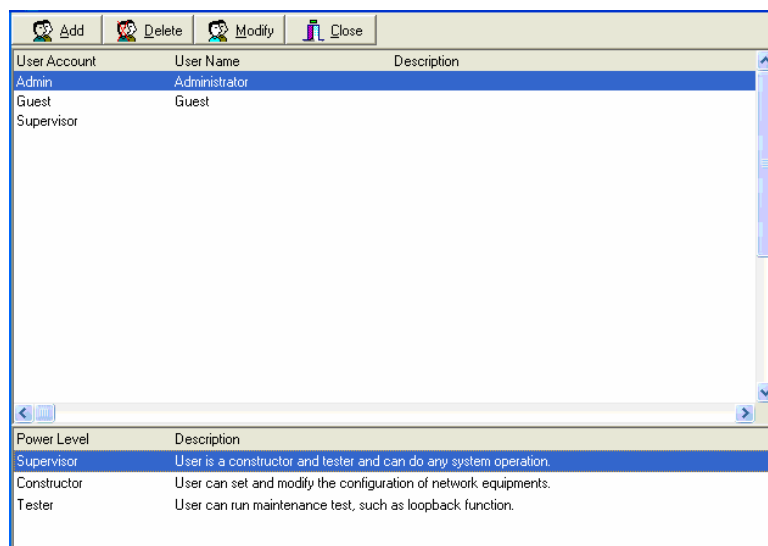 Add Delete Modify Close
User Account User Name Description
Admin Administrator
Guest Guest
Supervisor
Power Level Description
Supervisor User is a constructor and tester and can do any system operation.
Constructor User can set and modify the configuration of network equipments.
Tester User can run maintenance test, such as loopback function.